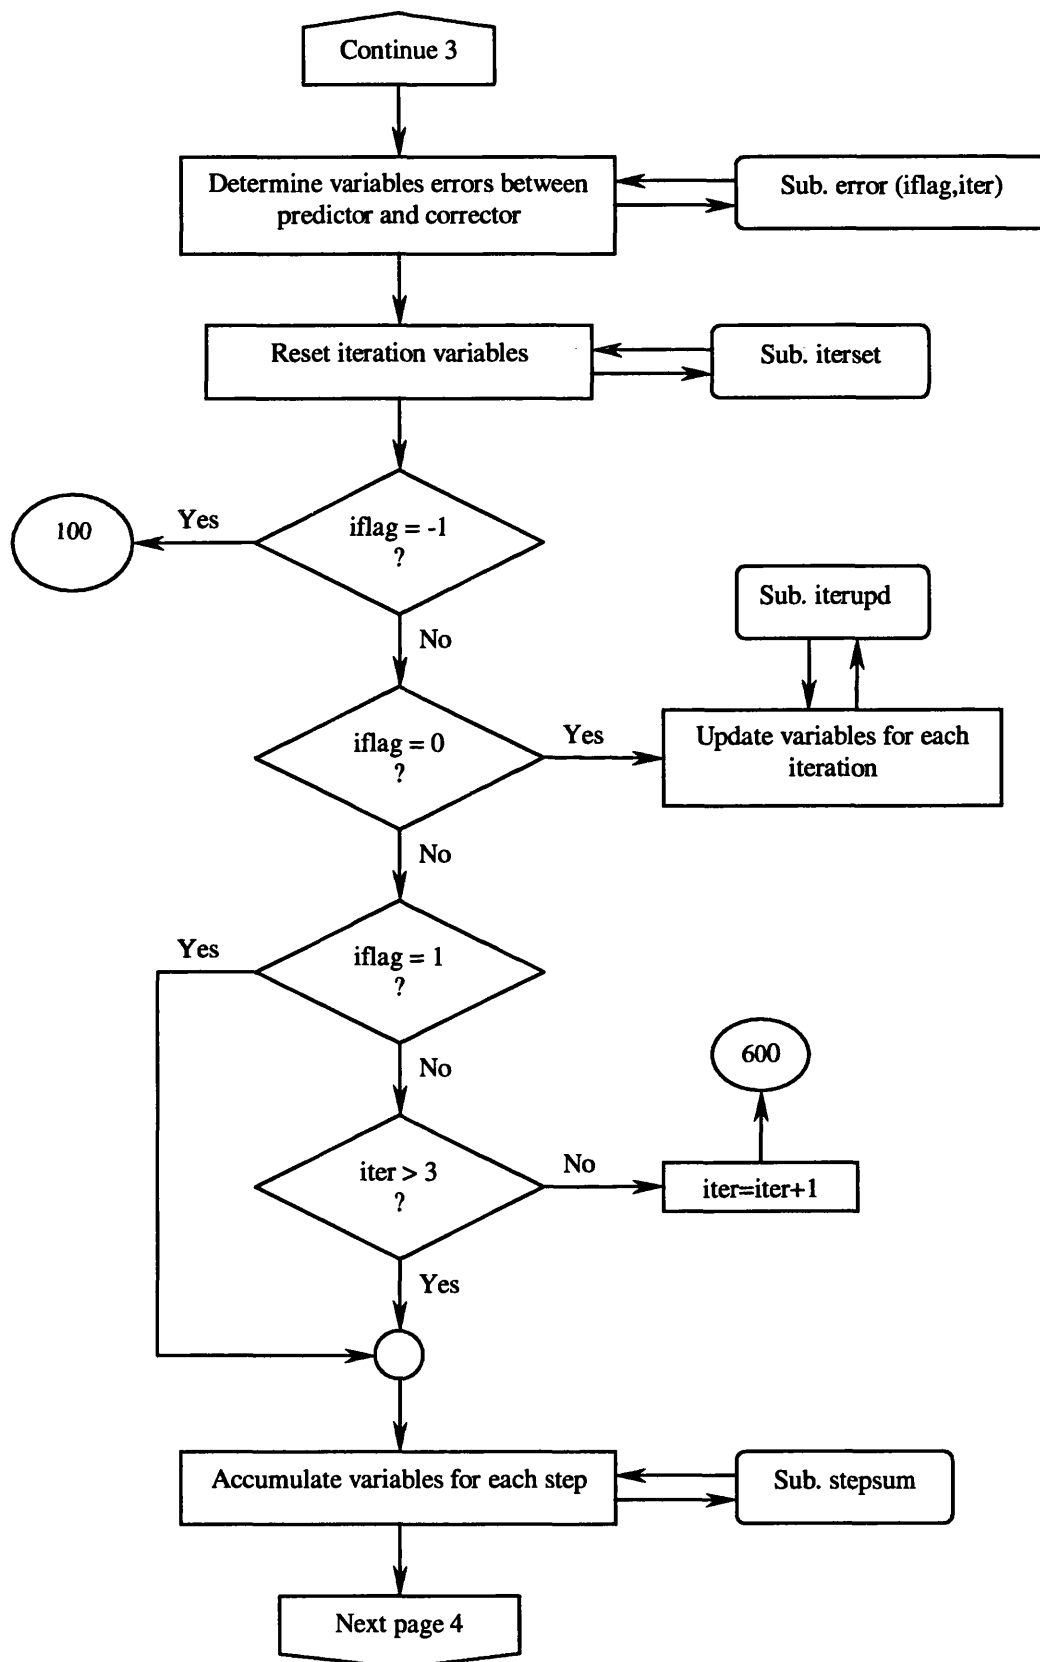 Continue 3
Determine variables errors between
predictor and corrector
Sub. error (iflag,iter)
Reset iteration variables
Sub. iterset
iflag = -1
?
Yes
100
No
Sub. iterupd
iflag = 0
?
Yes
Update variables for each
iteration
No
iflag = 1
?
Yes
No
600
iter > 3
?
No
iter=iter+1
Yes
Accumulate variables for each step
Sub. stepsum
Next page 4